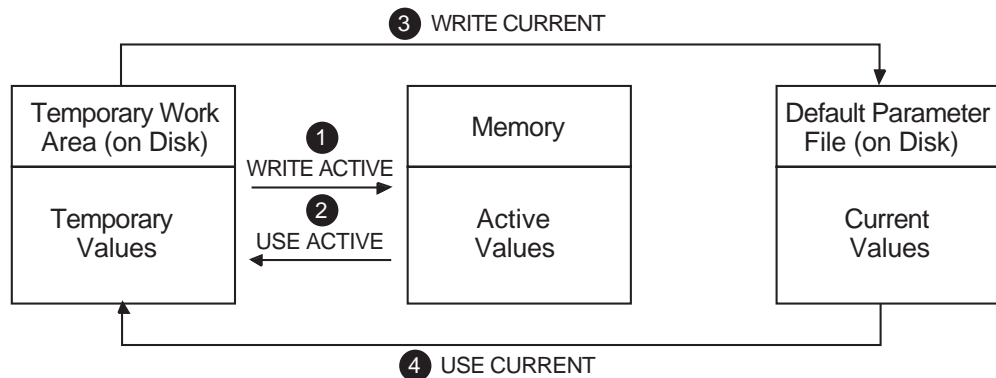 3 WRITE CURRENT
Temporary Work
Area (on Disk)
Temporary
Values
1
WRITE ACTIVE
2
USE ACTIVE
Memory
Active
Values
Default Parameter
File (on Disk)
Current
Values
4 USE CURRENT